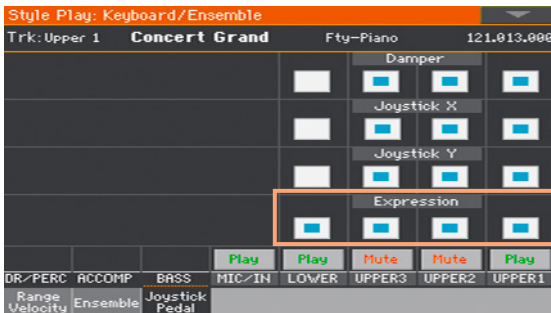 Style Play: Keyboard/Ensemble
Trk:Upper 1 Concert Grand Fty-Piano 121.013.000
Damper
Joystick X
Joystick Y
Expression
Play Play Mute Mute Play
DR/PERC ACCOMP BASS MIC/IN LOWER UPPER3 UPPER2 UPPER1
Range Velocity Ensemble Joystick Pedal